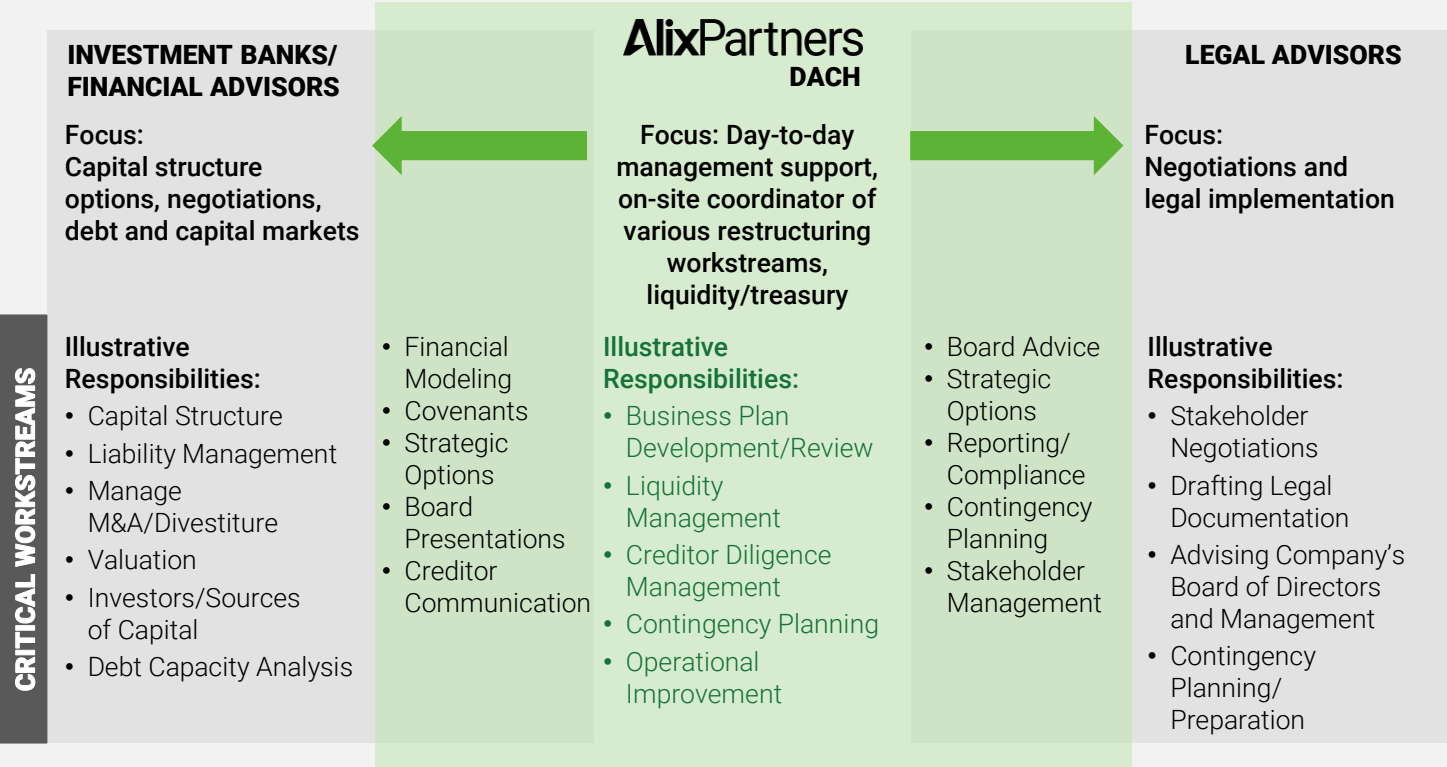 INVESTMENT BANKS/
FINANCIAL ADVISORS
Focus:
Capital structure
options, negotiations,
debt and capital markets
AlixPartners
DACH
Focus: Day-to-day
management support,
on-site coordinator of
various restructuring
workstreams,
liquidity/treasury
LEGAL ADVISORS
Focus:
Negotiations and
legal implementation
CRITICAL WORKSTREAMS
Illustrative
Responsibilities:
• Capital Structure
• Liability Management
• Manage
M&A/Divestiture
• Valuation
• Investors/Sources
of Capital
• Debt Capacity Analysis
• Financial
Modeling
• Covenants
• Strategic
Options
• Board
Presentations
• Creditor
Communication
Illustrative
Responsibilities:
• Business Plan
Development/Review
• Liquidity
Management
• Creditor Diligence
Management
• Contingency Planning
• Operational
Improvement
• Board Advice
• Strategic
Options
• Reporting/
Compliance
• Contingency
Planning
• Stakeholder
Management
Illustrative
Responsibilities:
• Stakeholder
Negotiations
• Drafting Legal
Documentation
• Advising Company’s
Board of Directors
and Management
• Contingency
Planning/
Preparation